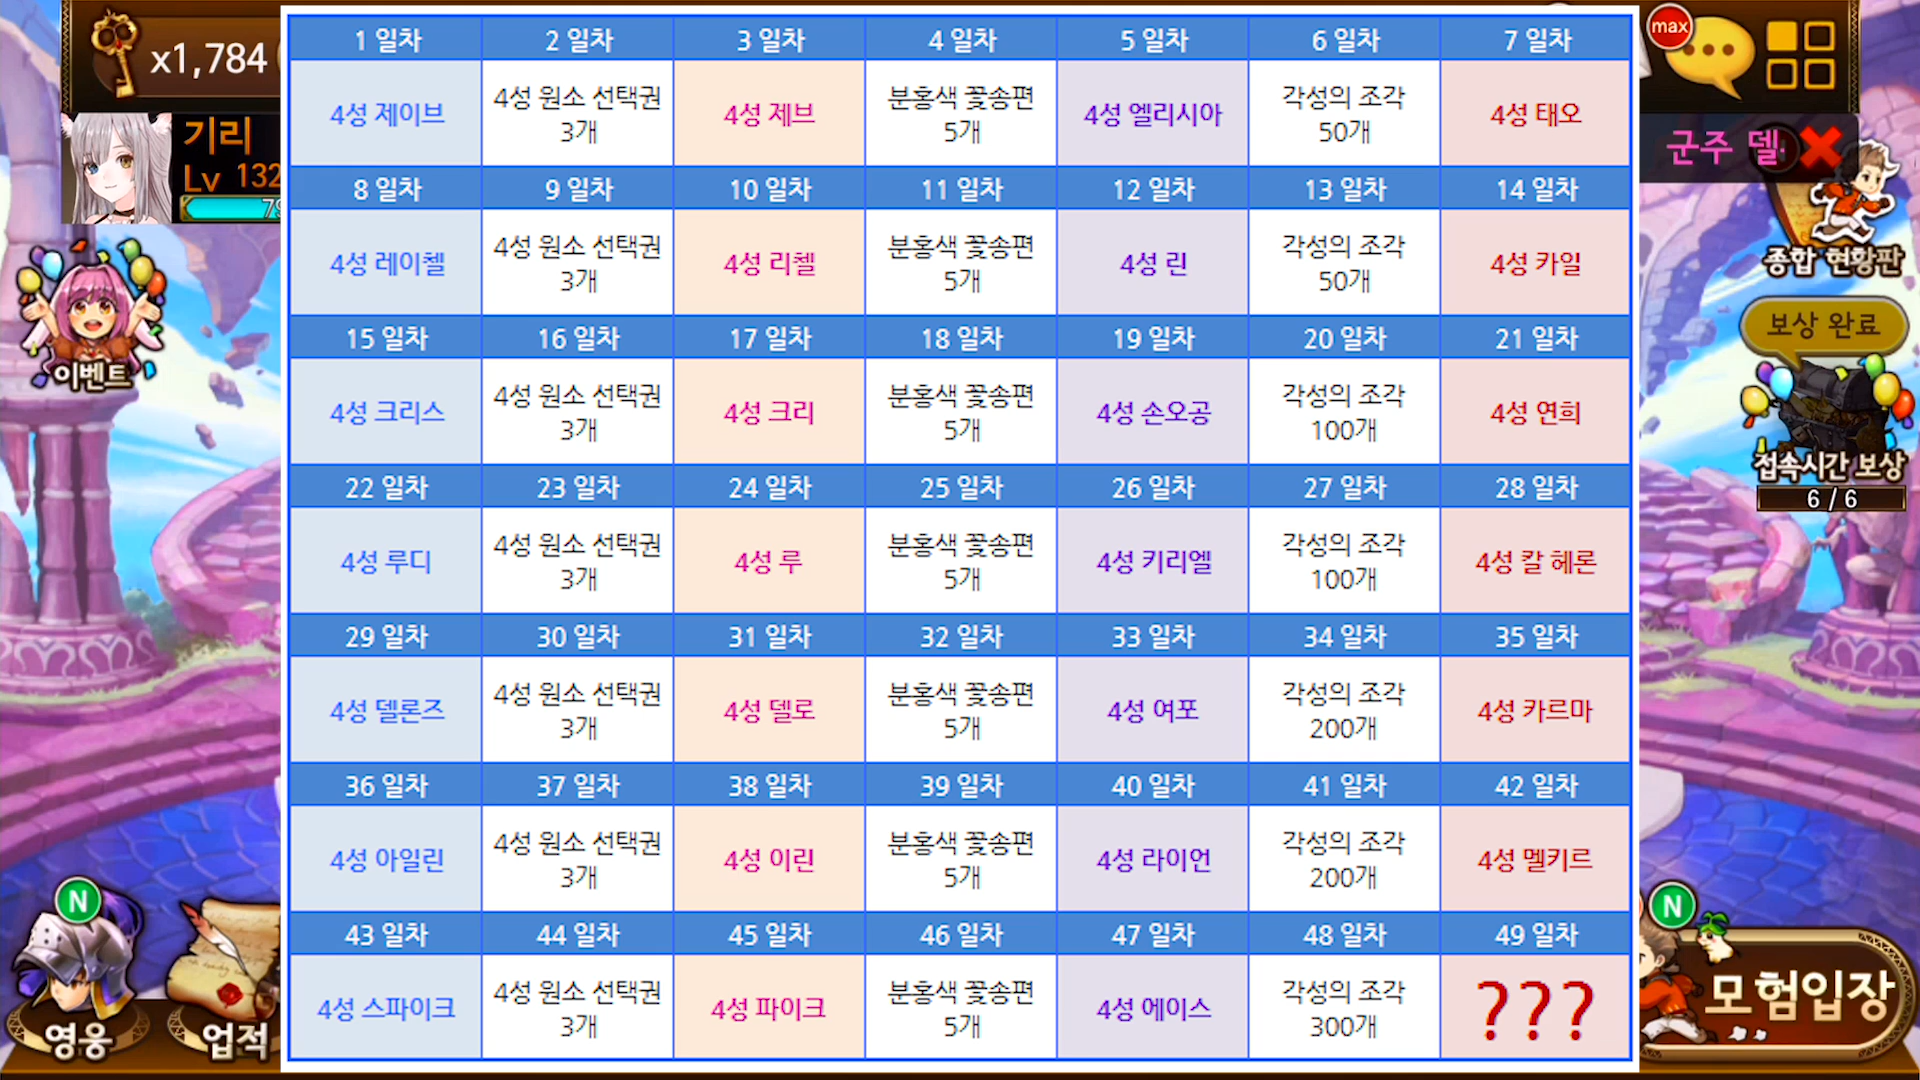 x1,784
기리
Lv 132
79
이벤트
영웅
업적
1 일차 2 일차 3 일차 4 일차 5 일차 6 일차 7 일차
4성 제이브 4성 원소 선택권 3개 4성 제브 분홍색 꽃송편 5개 4성 엘리시아 각성의 조각 50개 4성 태오
8 일차 9 일차 10 일차 11 일차 12 일차 13 일차 14 일차
4성 레이첼 4성 원소 선택권 3개 4성 리첼 분홍색 꽃송편 5개 4성 린 각성의 조각 50개 4성 카일
15 일차 16 일차 17 일차 18 일차 19 일차 20 일차 21 일차
4성 크리스 4성 원소 선택권 3개 4성 크리 분홍색 꽃송편 5개 4성 손오공 각성의 조각 100개 4성 연희
22 일차 23 일차 24 일차 25 일차 26 일차 27 일차 28 일차
4성 루디 4성 원소 선택권 3개 4성 루 분홍색 꽃송편 5개 4성 키리엘 각성의 조각 100개 4성 칼 헤론
29 일차 30 일차 31 일차 32 일차 33 일차 34 일차 35 일차
4성 델론즈 4성 원소 선택권 3개 4성 델로 분홍색 꽃송편 5개 4성 여포 각성의 조각 200개 4성 카르마
36 일차 37 일차 38 일차 39 일차 40 일차 41 일차 42 일차
4성 아일린 4성 원소 선택권 3개 4성 이린 분홍색 꽃송편 5개 4성 라이언 각성의 조각 200개 4성 멜키르
43 일차 44 일차 45 일차 46 일차 47 일차 48 일차 49 일차
4성 스파이크 4성 원소 선택권 3개 4성 파이크 분홍색 꽃송편 5개 4성 에이스 각성의 조각 300개 ???
max
군주 델
종합 현황판
보상 완료
접속시간 보상
6 / 6
N
N
모험입장